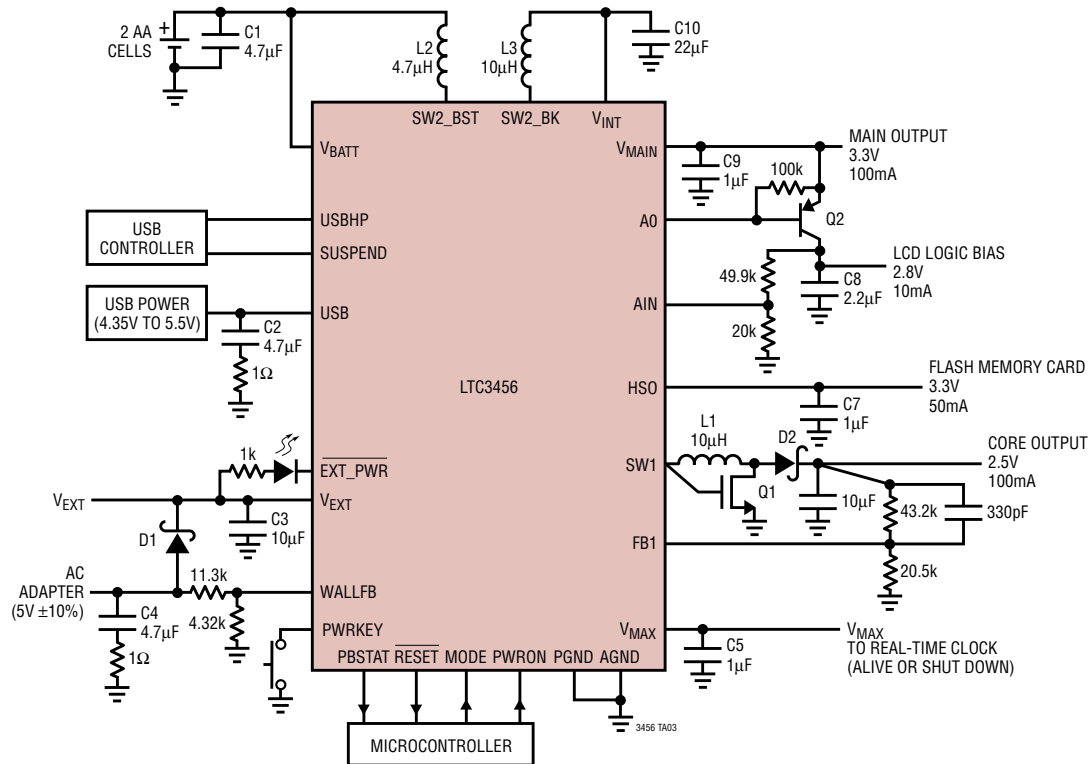 2 AA
CELLS
+
C1
4.7µF
L2
4.7µH
L3
10µH
C10
22µF
SW2_BST
SW2_BK
VINT
VBATT
VMAIN
MAIN OUTPUT
3.3V
100mA
C9
1µF
100k
USB
CONTROLLER
USBHP
SUSPEND
A0
Q2
LCD LOGIC BIAS
2.8V
10mA
49.9k
C8
2.2µF
USB POWER
(4.35V TO 5.5V)
USB
AIN
C2
4.7µF
1Ω
20k
LTC3456
HSO
FLASH MEMORY CARD
3.3V
50mA
C7
1µF
1k
EXT_PWR
SW1
L1
10µH
D2
CORE OUTPUT
2.5V
100mA
Q1
10µF
43.2k
330pF
VEXT
VEXT
C3
10µF
D1
FB1
20.5k
AC
ADAPTER
(5V ±10%)
11.3k
WALLFB
C4
4.7µF
1Ω
4.32k
PWRKEY
VMAX
C5
1µF
VMAX
TO REAL-TIME CLOCK
(ALIVE OR SHUT DOWN)
PBSTAT RESET MODE PWRON PGND AGND
3456 TA03
MICROCONTROLLER